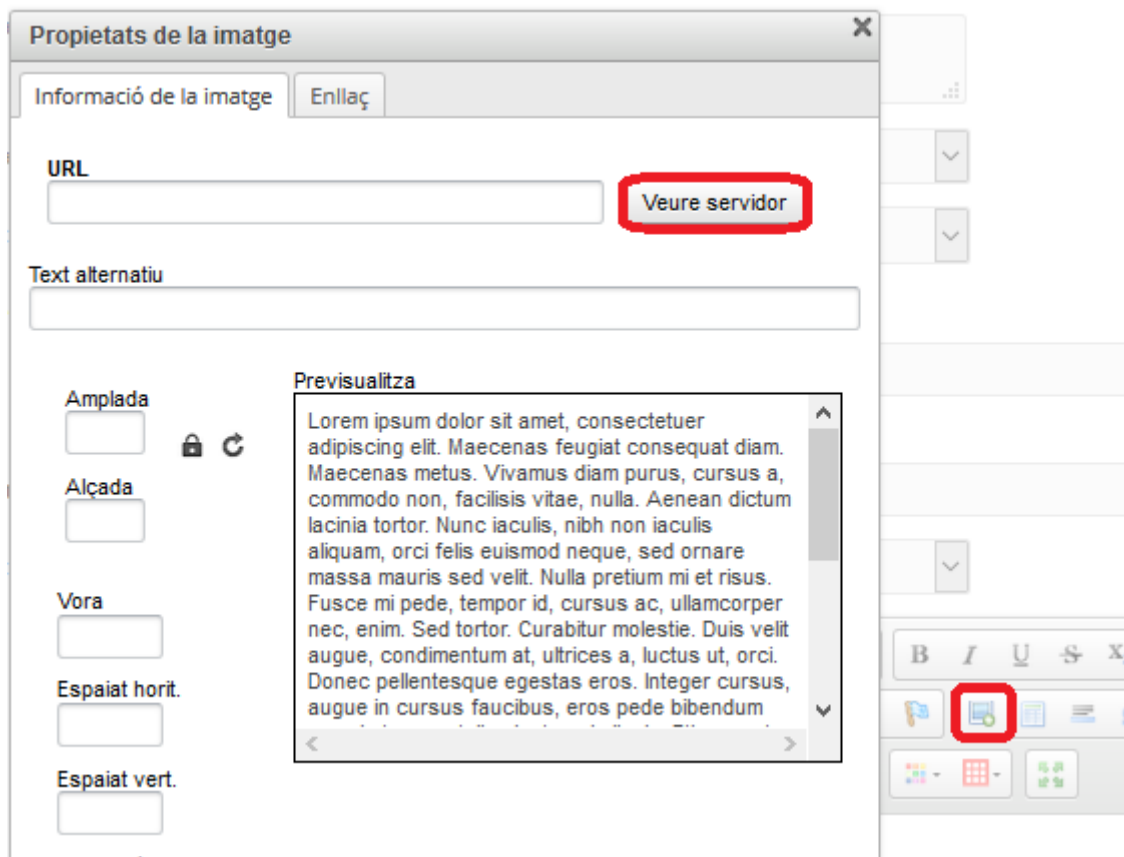 Propietats de la imatge
Informació de la imatge
Enllaç
URL
Veure servidor
Text alternatiu
Previsualitza
Amplada
Lorem ipsum dolor sit amet, consectetuer
adipiscing elit. Maecenas feugiat consequat diam.
Maecenas metus. Vivamus diam purus, cursus a,
commodo non, facilisis vitae, nulla. Aenean dictum
lacinia tortor. Nunc iaculis, nibh non iaculis
aliquam, orci felis euismod neque, sed ornare
massa mauris sed velit. Nulla pretium mi et risus.
Fusce mi pede, tempor id, cursus ac, ullamcorper
nec, enim. Sed tortor. Curabitur molestie. Duis velit
augue, condimentum at, ultrices a, luctus ut, orci.
Donec pellentesque egestas eros. Integer cursus,
augue in cursus faucibus, eros pede bibendum
Alçada
Vora
Espaiat horit.
Espaiat vert.
B I U S X